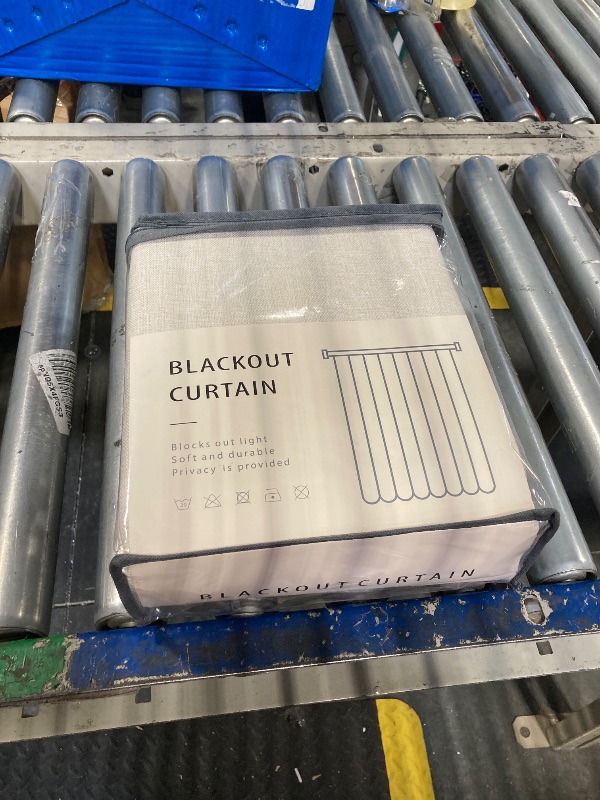 BLACKOUT
CURTAIN
Blocks out light
Soft and durable
Privacy is provided
BLACKOUT CURTAIN